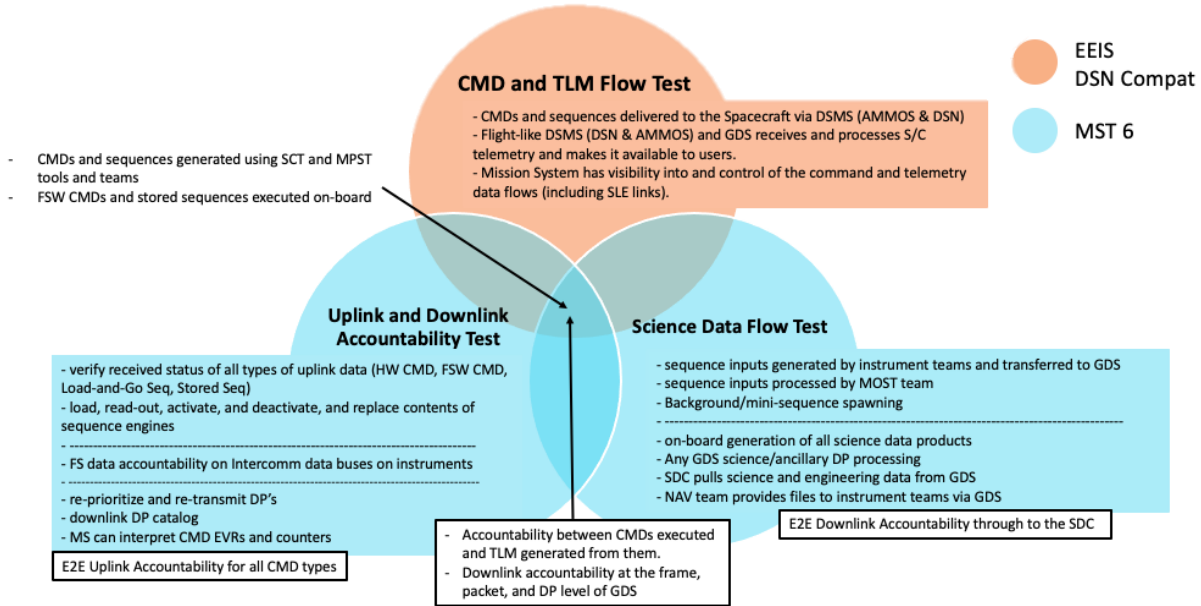 EEIS
DSN Compat
MST 6
CMD and TLM Flow Test
- CMDs and sequences delivered to the Spacecraft via DSMS (AMMOS & DSN)
- Flight-like DSMS (DSN & AMMOS) and GDS receives and processes S/C
telemetry and makes it available to users.
- Mission System has visibility into and control of the command and telemetry
data flows (including SLE links).
- CMDs and sequences generated using SCT and MPST
tools and teams
- FSW CMDs and stored sequences executed on-board
Uplink and Downlink
Accountability Test
- verify received status of all types of uplink data (HW CMD, FSW CMD,
Load-and-Go Seq, Stored Seq)
- load, read-out, activate, and deactivate, and replace contents of
sequence engines
- ----------------------------------------------------------------------------------
- FS data accountability on Intercomm data buses on instruments
- ----------------------------------------------------------------------------------
- re-prioritize and re-transmit DP's
- downlink DP catalog
- MS can interpret CMD EVRs and counters
E2E Uplink Accountability for all CMD types
Science Data Flow Test
- sequence inputs generated by instrument teams and transferred to GDS
- sequence inputs processed by MOST team
- Background/mini-sequence spawning
- ----------------------------------------------------------------------------------
- on-board generation of all science data products
- Any GDS science/ancillary DP processing
- SDC pulls science and engineering data from GDS
- NAV team provides files to instrument teams via GDS
E2E Downlink Accountability through to the SDC
- Accountability between CMDs executed
and TLM generated from them.
- Downlink accountability at the frame,
packet, and DP level of GDS